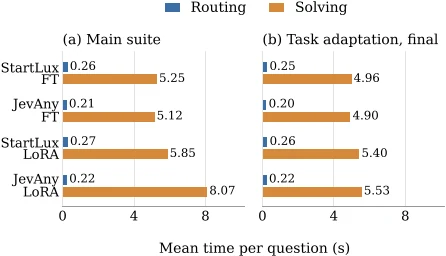 Routing Solving
(a) Main suite
StartLux FT 0.26 5.25
JevAny FT 0.21 5.12
StartLux LoRA 0.27 5.85
JevAny LoRA 0.22 8.07
0 4 8
(b) Task adaptation, final
0.25 4.96
0.20 4.90
0.26 5.40
0.22 5.53
0 4 8
Mean time per question (s)